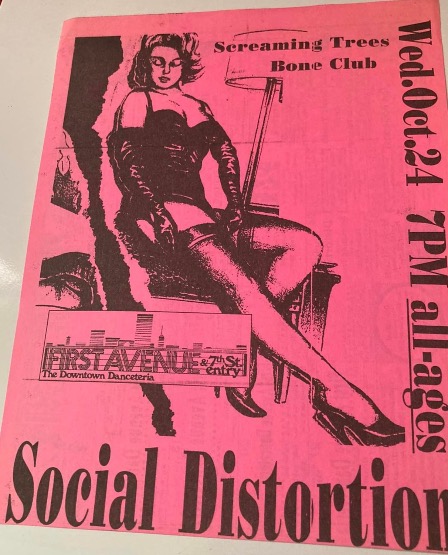 Screaming Trees
Bone Club
Wed.Oct.24 7PM all-ages
FIRST AVENUE & 7th St entry
The Downtown Danceteria
Social Distortion